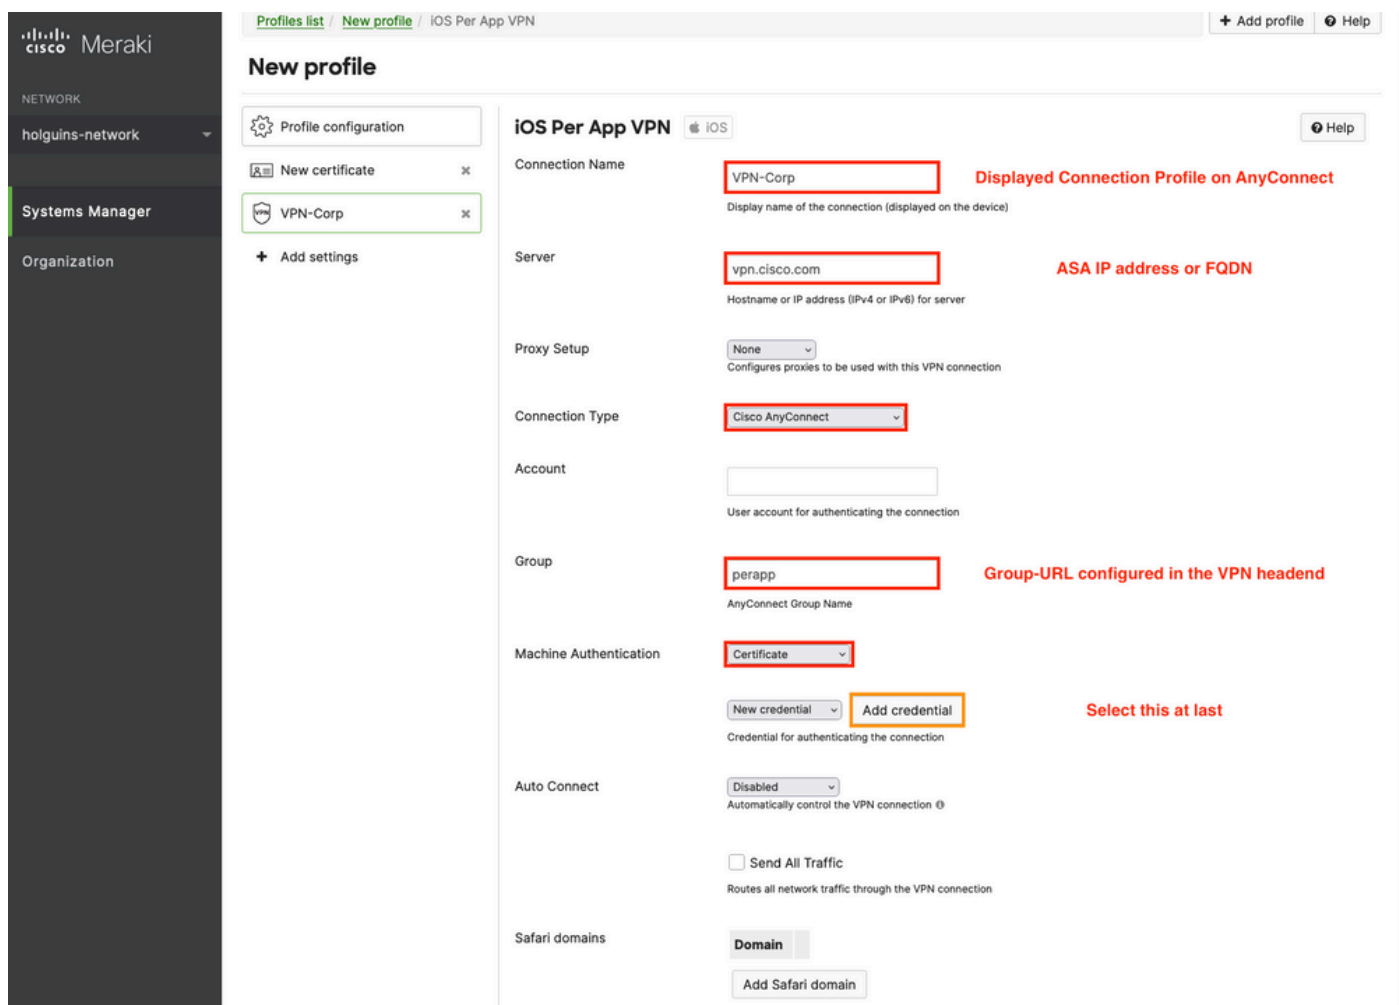 Profiles list / New profile / iOS Per App VPN
+ Add profile
Help
cisco Meraki
New profile
NETWORK
holguins-network
Systems Manager
Organization
Profile configuration
New certificate
VPN
VPN-Corp
+ Add settings
iOS Per App VPN
iOS
Help
Connection Name
VPN-Corp
Displayed Connection Profile on AnyConnect
Display name of the connection (displayed on the device)
Server
vpn.cisco.com
ASA IP address or FQDN
Hostname or IP address (IPv4 or IPv6) for server
Proxy Setup
None
Configures proxies to be used with this VPN connection
Connection Type
Cisco AnyConnect
Account
User account for authenticating the connection
Group
perapp
Group-URL configured in the VPN headend
AnyConnect Group Name
Machine Authentication
Certificate
New credential
Add credential
Select this at last
Credential for authenticating the connection
Auto Connect
Disabled
Automatically control the VPN connection
Send All Traffic
Routes all network traffic through the VPN connection
Safari domains
Domain
Add Safari domain